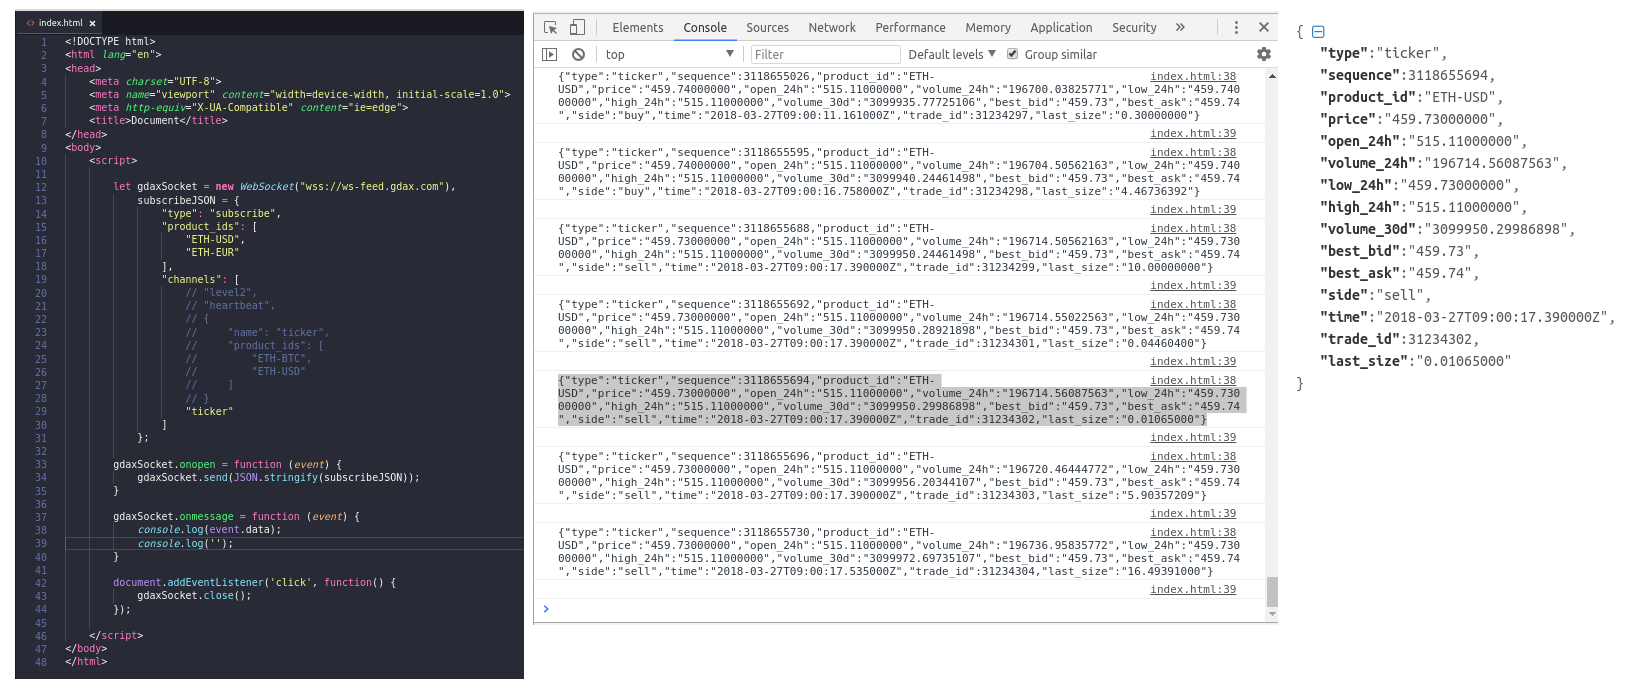 <> index.html ×
1 <!DOCTYPE html>
2 <html lang="en">
3 <head>
4 <meta charset="UTF-8">
5 <meta name="viewport" content="width=device-width, initial-scale=1.0">
6 <meta http-equiv="X-UA-Compatible" content="ie=edge">
7 <title>Document</title>
8 </head>
9 <body>
10 <script>
11
12 let gdaxSocket = new WebSocket("wss://ws-feed.gdax.com"),
13 subscribeJSON = {
14 "type": "subscribe",
15 "product_ids": [
16 "ETH-USD",
17 "ETH-EUR"
18 ],
19 "channels": [
20 // "level2",
21 // "heartbeat",
22 // {
23 //     "name": "ticker",
24 //     "product_ids": [
25 //         "ETH-BTC",
26 //         "ETH-USD"
27 //     ]
28 // }
29 "ticker"
30 ]
31 };
32
33 gdaxSocket.onopen = function (event) {
34 gdaxSocket.send(JSON.stringify(subscribeJSON));
35 }
36
37 gdaxSocket.onmessage = function (event) {
38 console.log(event.data);
39 console.log('');
40 }
41
42 document.addEventListener('click', function() {
43 gdaxSocket.close();
44 });
45
46 </script>
47 </body>
48 </html>
Elements Console Sources Network Performance Memory Application Security »
top Filter Default levels Group similar
{"type":"ticker","sequence":3118655026,"product_id":"ETH- index.html:38
USD","price":"459.74000000","open_24h":"515.11000000","volume_24h":"196700.03825771","low_24h":"459.740
00000","high_24h":"515.11000000","volume_30d":"3099935.77725106","best_bid":"459.73","best_ask":"459.74
","side":"buy","time":"2018-03-27T09:00:11.161000Z","trade_id":31234297,"last_size":"0.30000000"}
index.html:39
{"type":"ticker","sequence":3118655595,"product_id":"ETH- index.html:38
USD","price":"459.74000000","open_24h":"515.11000000","volume_24h":"196704.50562163","low_24h":"459.740
00000","high_24h":"515.11000000","volume_30d":"3099940.24461498","best_bid":"459.73","best_ask":"459.74
","side":"buy","time":"2018-03-27T09:00:16.758000Z","trade_id":31234298,"last_size":"4.46736392"}
index.html:39
{"type":"ticker","sequence":3118655688,"product_id":"ETH- index.html:38
USD","price":"459.73000000","open_24h":"515.11000000","volume_24h":"196714.50562163","low_24h":"459.730
00000","high_24h":"515.11000000","volume_30d":"3099950.24461498","best_bid":"459.73","best_ask":"459.74
","side":"sell","time":"2018-03-27T09:00:17.390000Z","trade_id":31234299,"last_size":"10.00000000"}
index.html:39
{"type":"ticker","sequence":3118655692,"product_id":"ETH- index.html:38
USD","price":"459.73000000","open_24h":"515.11000000","volume_24h":"196714.55022563","low_24h":"459.730
00000","high_24h":"515.11000000","volume_30d":"3099950.28921898","best_bid":"459.73","best_ask":"459.74
","side":"sell","time":"2018-03-27T09:00:17.390000Z","trade_id":31234301,"last_size":"0.04460400"}
index.html:39
{"type":"ticker","sequence":3118655694,"product_id":"ETH- index.html:38
USD","price":"459.73000000","open_24h":"515.11000000","volume_24h":"196714.56087563","low_24h":"459.730
00000","high_24h":"515.11000000","volume_30d":"3099950.29986898","best_bid":"459.73","best_ask":"459.74
","side":"sell","time":"2018-03-27T09:00:17.390000Z","trade_id":31234302,"last_size":"0.01065000"}
index.html:39
{"type":"ticker","sequence":3118655696,"product_id":"ETH- index.html:38
USD","price":"459.73000000","open_24h":"515.11000000","volume_24h":"196720.46444772","low_24h":"459.730
00000","high_24h":"515.11000000","volume_30d":"3099956.20344107","best_bid":"459.73","best_ask":"459.74
","side":"sell","time":"2018-03-27T09:00:17.390000Z","trade_id":31234303,"last_size":"5.90357209"}
index.html:39
{"type":"ticker","sequence":3118655730,"product_id":"ETH- index.html:38
USD","price":"459.73000000","open_24h":"515.11000000","volume_24h":"196736.95835772","low_24h":"459.730
00000","high_24h":"515.11000000","volume_30d":"3099972.69735107","best_bid":"459.73","best_ask":"459.74
","side":"sell","time":"2018-03-27T09:00:17.535000Z","trade_id":31234304,"last_size":"16.49391000"}
index.html:39
>
{
"type":"ticker",
"sequence":3118655694,
"product_id":"ETH-USD",
"price":"459.73000000",
"open_24h":"515.11000000",
"volume_24h":"196714.56087563",
"low_24h":"459.73000000",
"high_24h":"515.11000000",
"volume_30d":"3099950.29986898",
"best_bid":"459.73",
"best_ask":"459.74",
"side":"sell",
"time":"2018-03-27T09:00:17.390000Z",
"trade_id":31234302,
"last_size":"0.01065000"
}